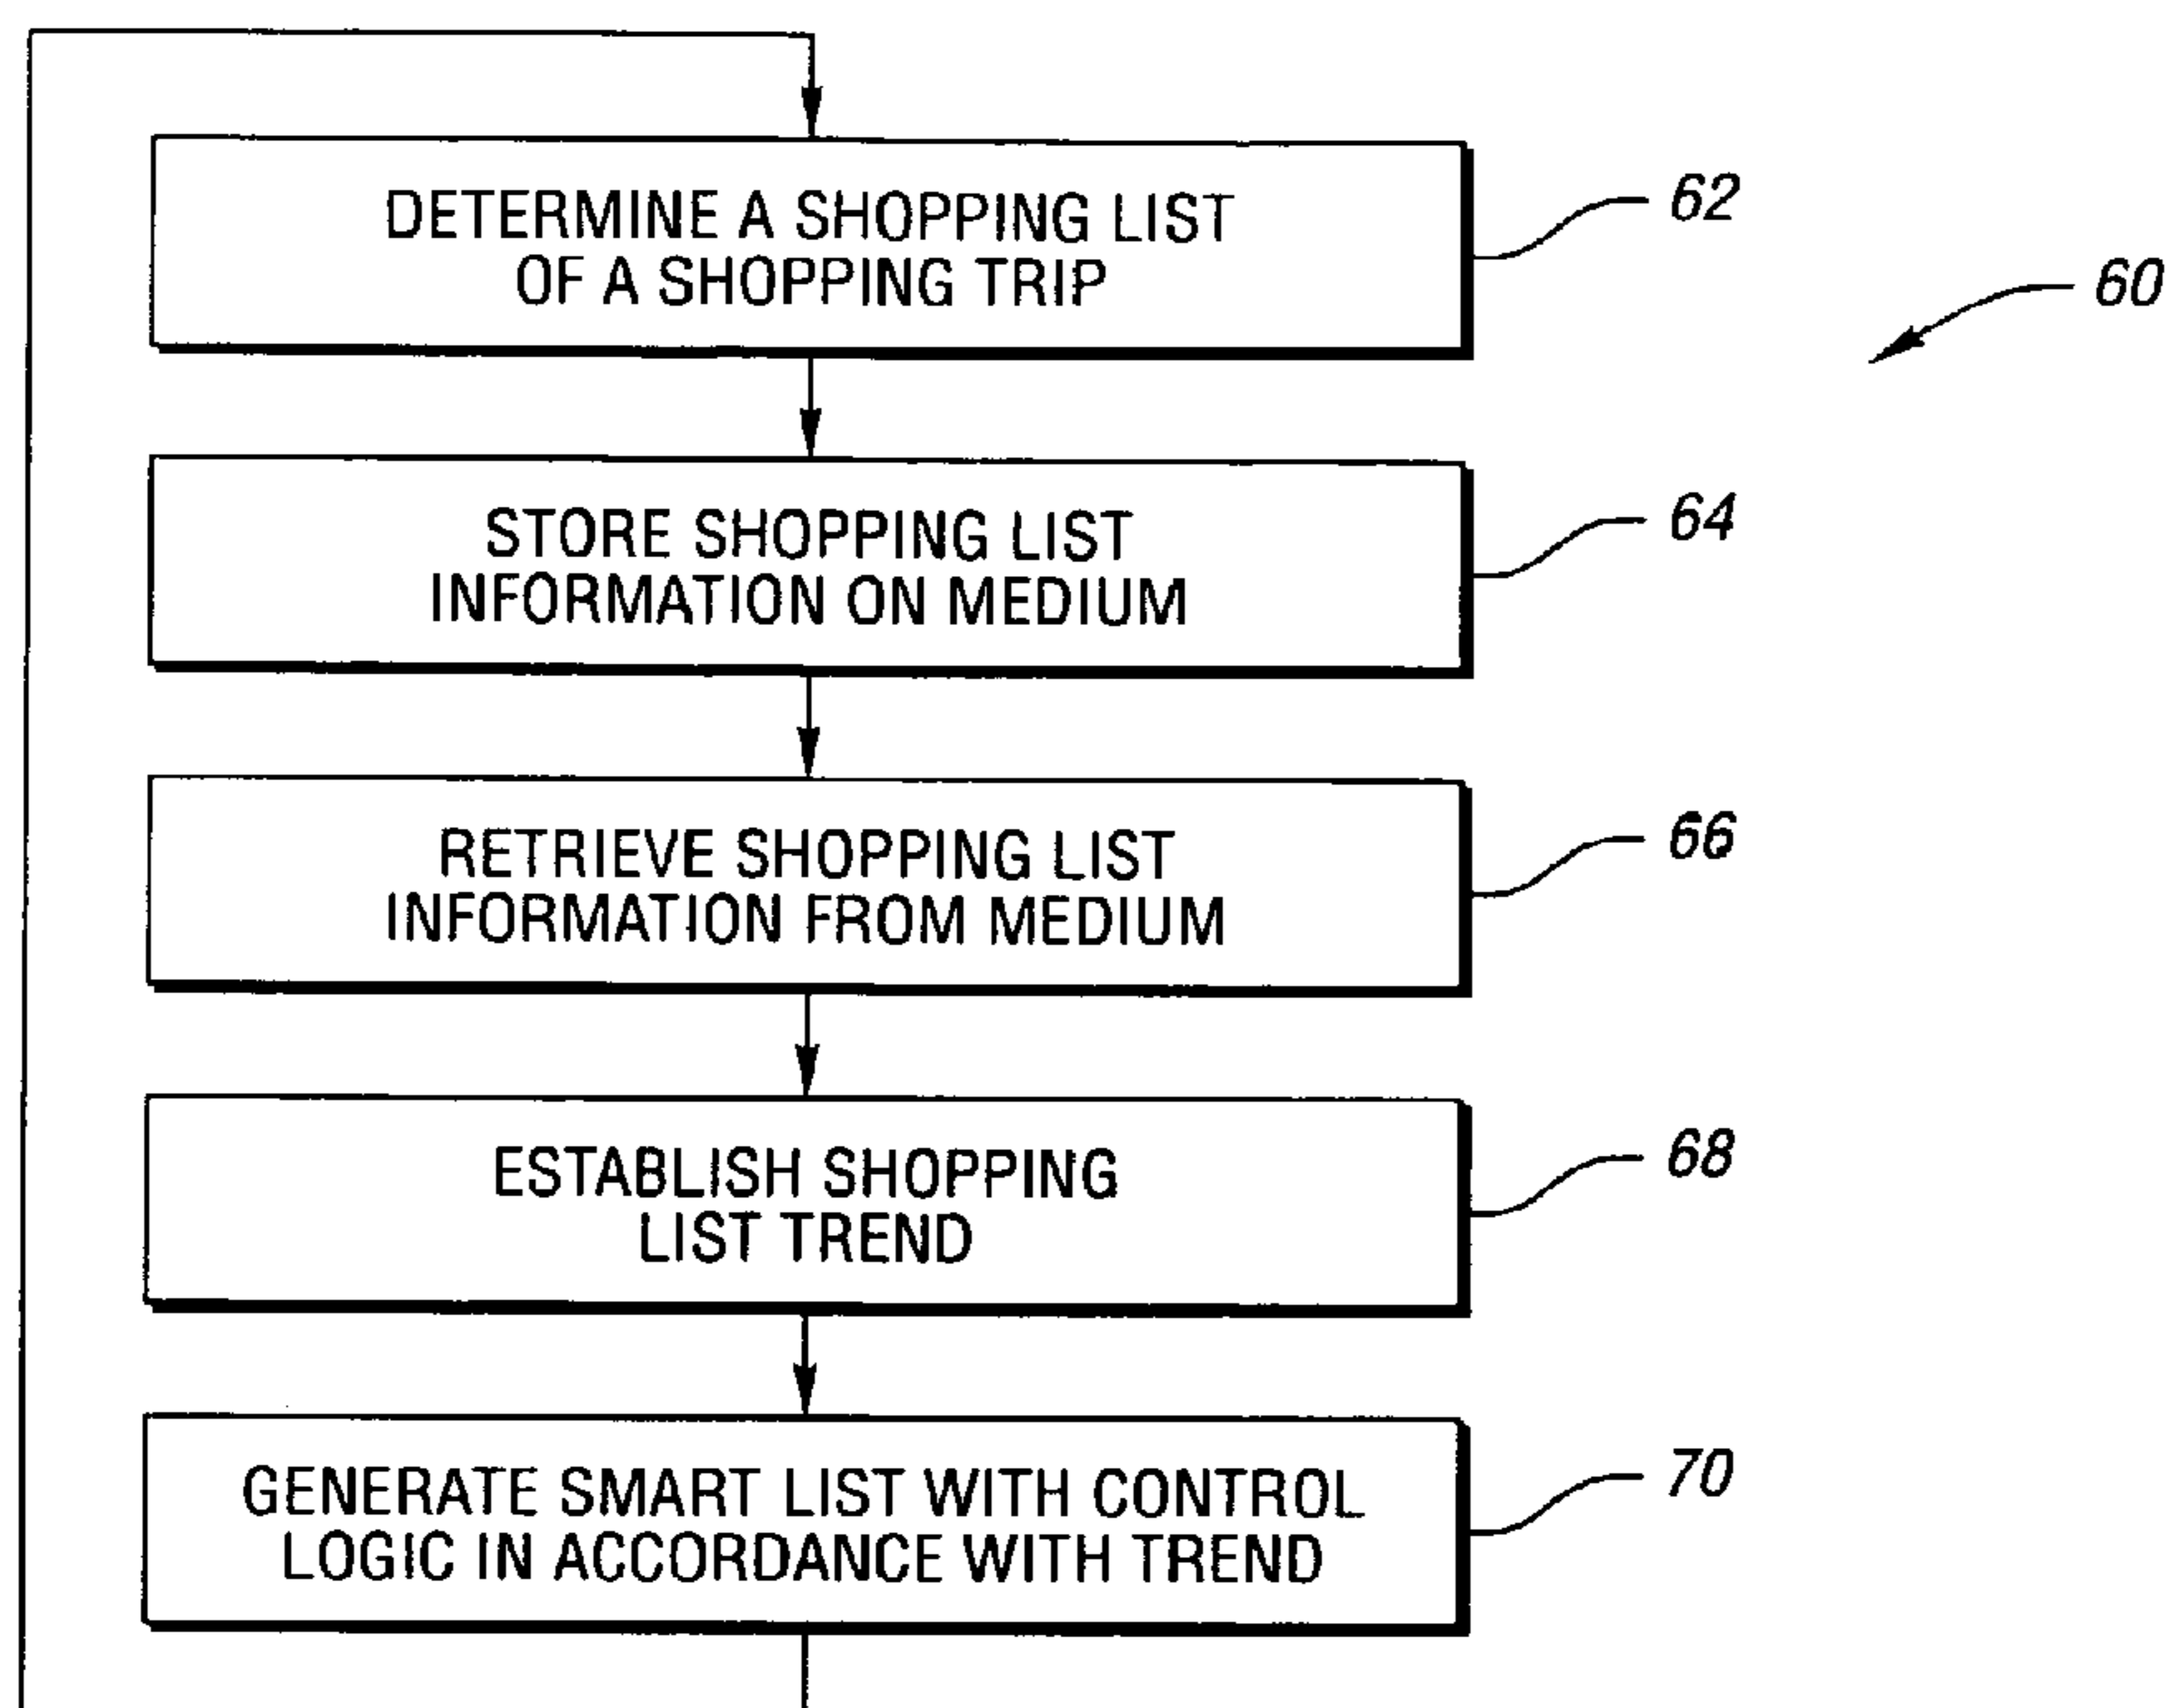 DETERMINE A SHOPPING LIST
OF A SHOPPING TRIP
62
60
STORE SHOPPING LIST
INFORMATION ON MEDIUM
64
RETRIEVE SHOPPING LIST
INFORMATION FROM MEDIUM
66
ESTABLISH SHOPPING
LIST TREND
68
GENERATE SMART LIST WITH CONTROL
LOGIC IN ACCORDANCE WITH TREND
70